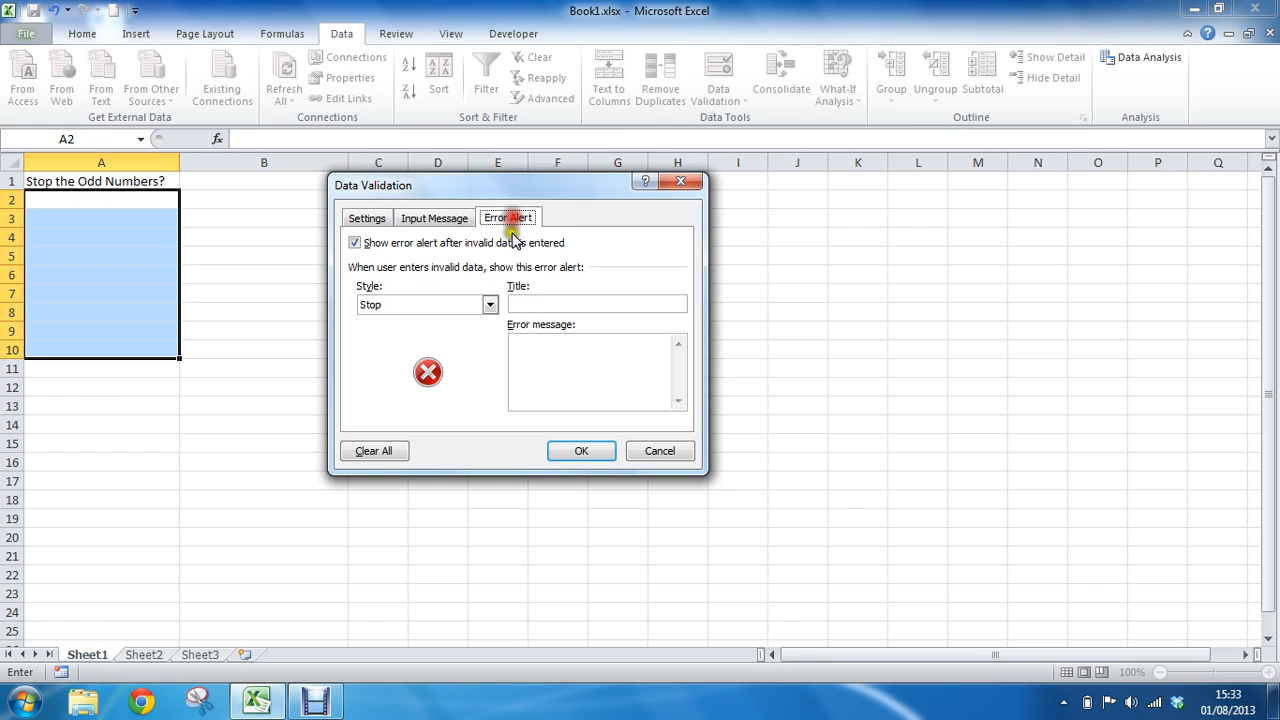 Book1.xlsx - Microsoft Excel
File Home Insert Page Layout Formulas Data Review View Developer
From Access
From Web
From Text
From Other Sources
Existing Connections
Get External Data
Refresh All
Connections
Properties
Edit Links
Connections
Sort
Filter
Clear
Reapply
Advanced
Sort & Filter
Text to Columns
Remove Duplicates
Data Validation
Consolidate
What-If Analysis
Data Tools
Group
Ungroup
Subtotal
Show Detail
Hide Detail
Outline
Data Analysis
Analysis
A2 fx
A B C D E F G H I J K L M N O P Q
1 Stop the Odd Numbers?
2
3
4
5
6
7
8
9
10
11
12
13
14
15
16
17
18
19
20
21
22
23
24
25
Data Validation
Settings Input Message Error Alert
Show error alert after invalid data is entered
When user enters invalid data, show this error alert:
Style: Title:
Stop
Error message:
Clear All OK Cancel
Sheet1 Sheet2 Sheet3
Enter 100%
15:33
01/08/2013